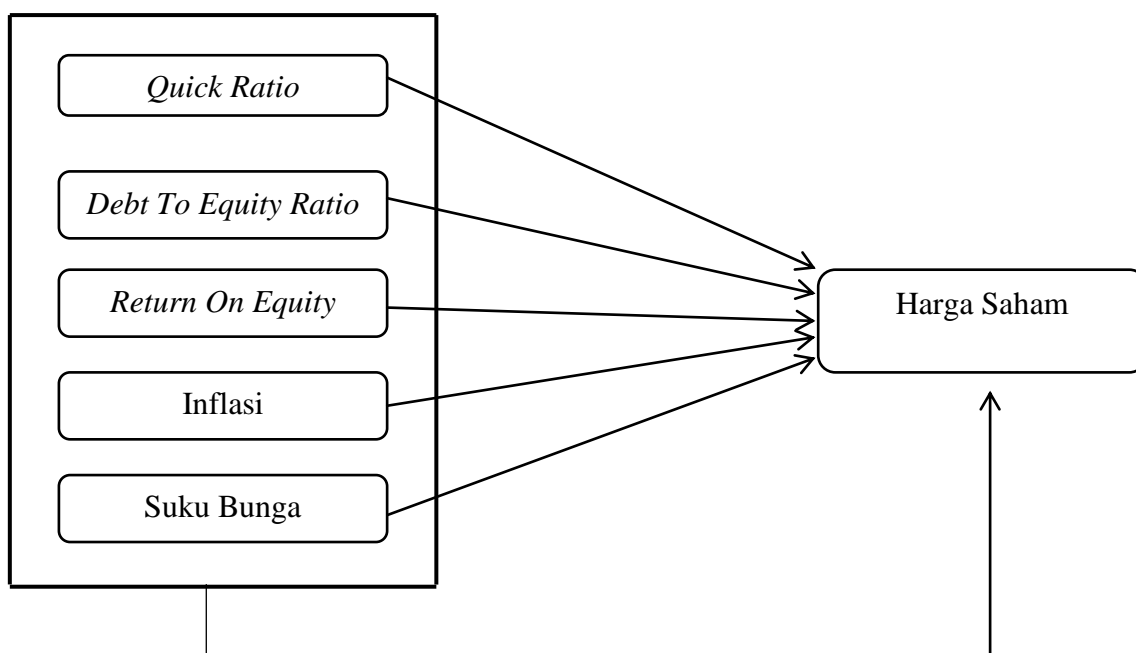 Quick Ratio
Debt To Equity Ratio
Return On Equity
Harga Saham
Inflasi
Suku Bunga